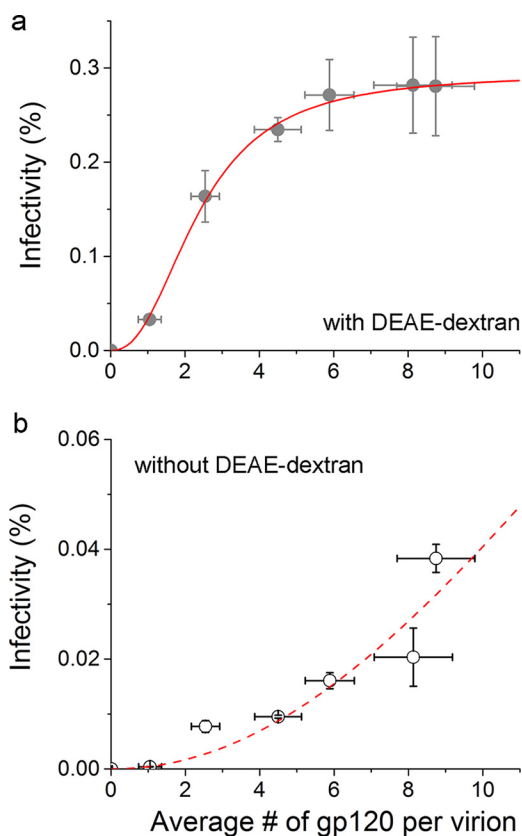 a
Infectivity (%)
0.3
0.2
0.1
0.0
with DEAE-dextran
0 2 4 6 8 10
b
Infectivity (%)
0.06
0.04
0.02
0.00
without DEAE-dextran
0 2 4 6 8 10
Average # of gp120 per virion